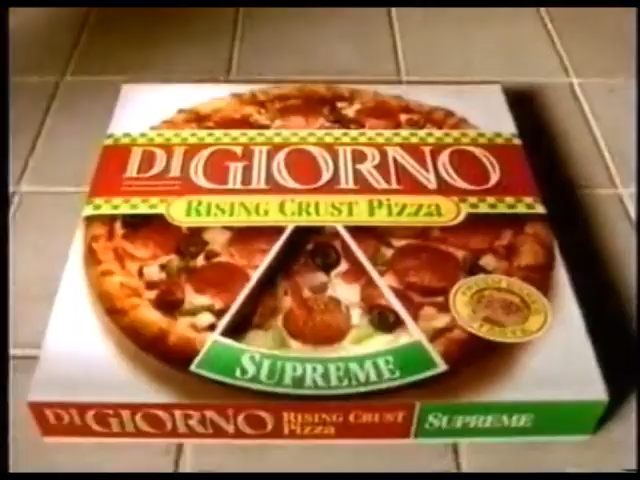 DIGIORNO
RISING CRUST PIZZA
SUPREME
DIGIORNO RISING CRUST PIZZA SUPREME